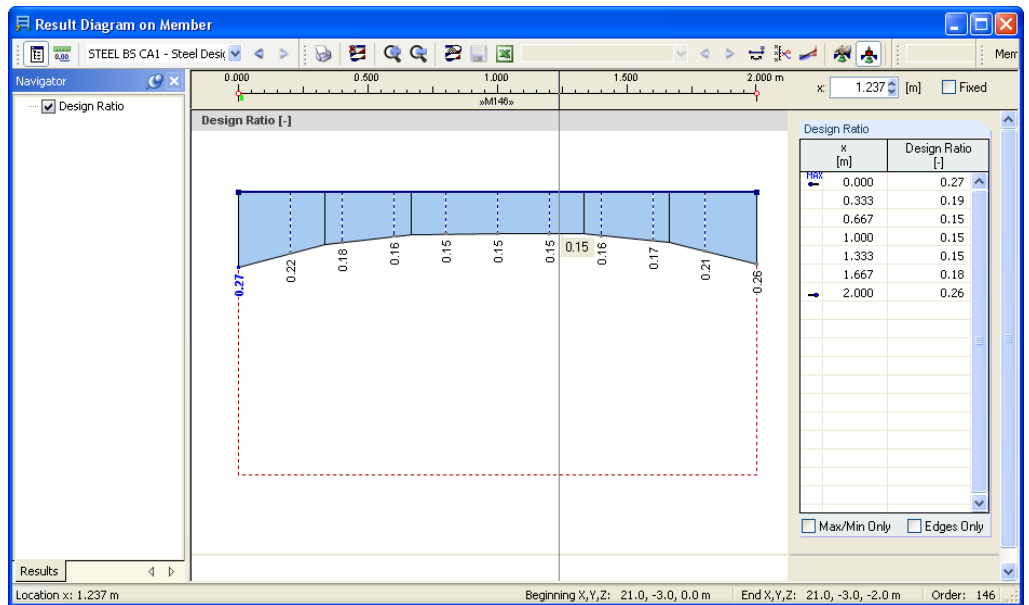 Result Diagram on Member
0.00 STEEL BS CA1 - Steel Desig Merr
Navigator
Design Ratio
0.000 0.500 1.000 1.500 2.000 m
»M146»
x: 1.237 [m] Fixed
Design Ratio [-]
0.27 0.22 0.18 0.16 0.15 0.15 0.15 0.15 0.16 0.17 0.21 0.26
Design Ratio
x Design Ratio
[m] [-]
MAX 0.000 0.27
0.333 0.19
0.667 0.15
1.000 0.15
1.333 0.15
1.667 0.18
2.000 0.26
Max/Min Only Edges Only
Results
Location x: 1.237 m Beginning X,Y,Z: 21.0, -3.0, 0.0 m End X,Y,Z: 21.0, -3.0, -2.0 m Order: 146